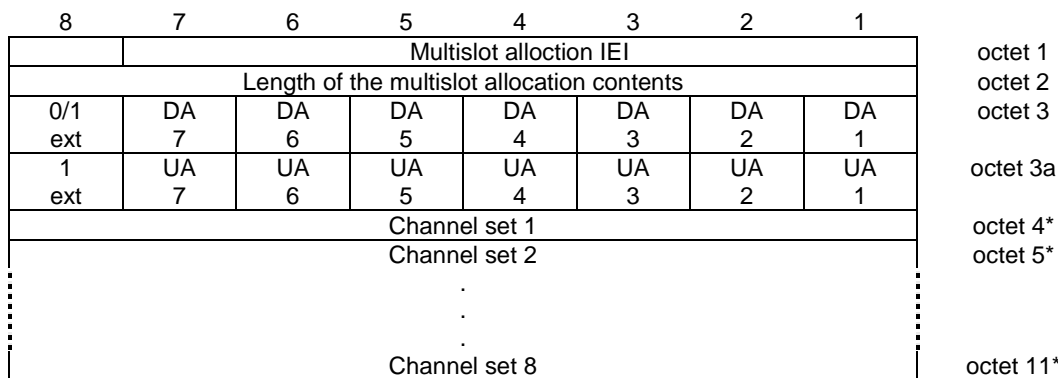 8 7 6 5 4 3 2 1
Multislot alloction IEI octet 1
Length of the multislot allocation contents octet 2
0/1 DA DA DA DA DA DA DA octet 3
ext 7 6 5 4 3 2 1
1 UA UA UA UA UA UA UA octet 3a
ext 7 6 5 4 3 2 1
Channel set 1 octet 4*
Channel set 2 octet 5*
.
.
.
Channel set 8 octet 11*